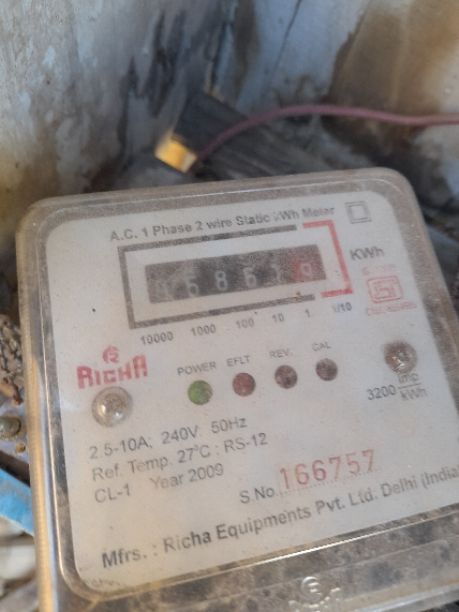 A.C. 1 Phase 2 wire Static kWh Meter
KWh
10000 1000 100 10 1 1/10
RICHA
POWER EFLT REV. CAL
3200 imp/kWh
2.5-10A; 240V 50Hz
Ref. Temp. 27°C : RS-12
CL-1 Year 2009
S.No. 166757
Mfrs. : Richa Equipments Pvt. Ltd. Delhi (India)